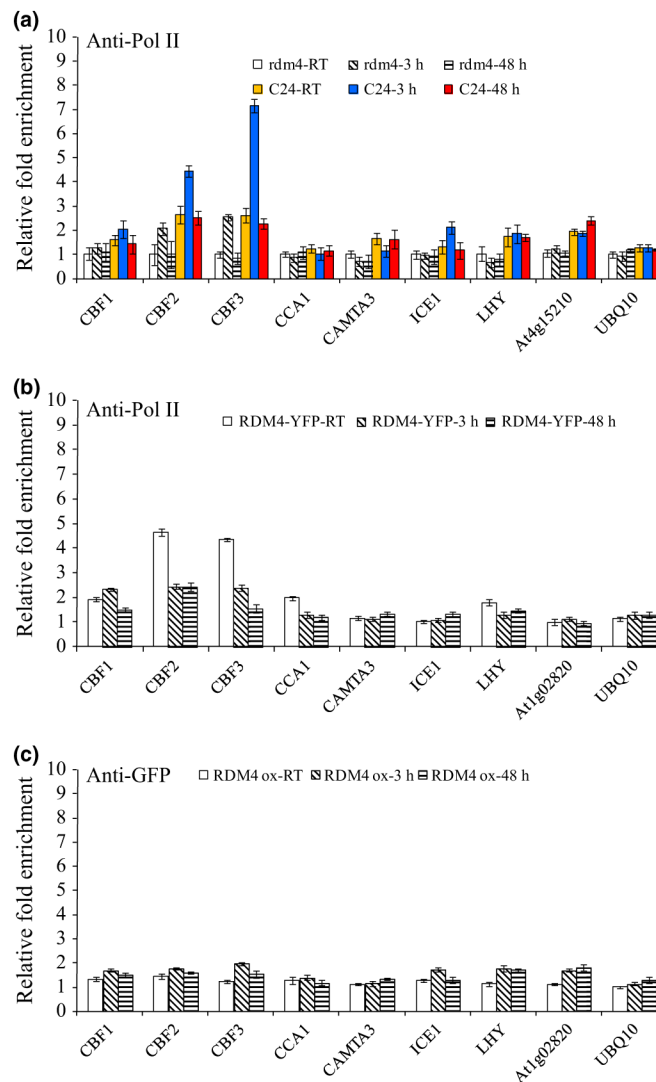 (a)
Anti-Pol II
rdm4-RT rdm4-3 h rdm4-48 h
C24-RT C24-3 h C24-48 h
Relative fold enrichment
10
9
8
7
6
5
4
3
2
1
0
CBF1 CBF2 CBF3 CCA1 CAMTA3 ICE1 LHY At4g15210 UBQ10
(b)
Anti-Pol II
RDM4-YFP-RT RDM4-YFP-3 h RDM4-YFP-48 h
Relative fold enrichment
10
9
8
7
6
5
4
3
2
1
0
CBF1 CBF2 CBF3 CCA1 CAMTA3 ICE1 LHY At1g02820 UBQ10
(c)
Anti-GFP
RDM4 ox-RT RDM4 ox-3 h RDM4 ox-48 h
Relative fold enrichment
10
9
8
7
6
5
4
3
2
1
0
CBF1 CBF2 CBF3 CCA1 CAMTA3 ICE1 LHY At1g02820 UBQ10